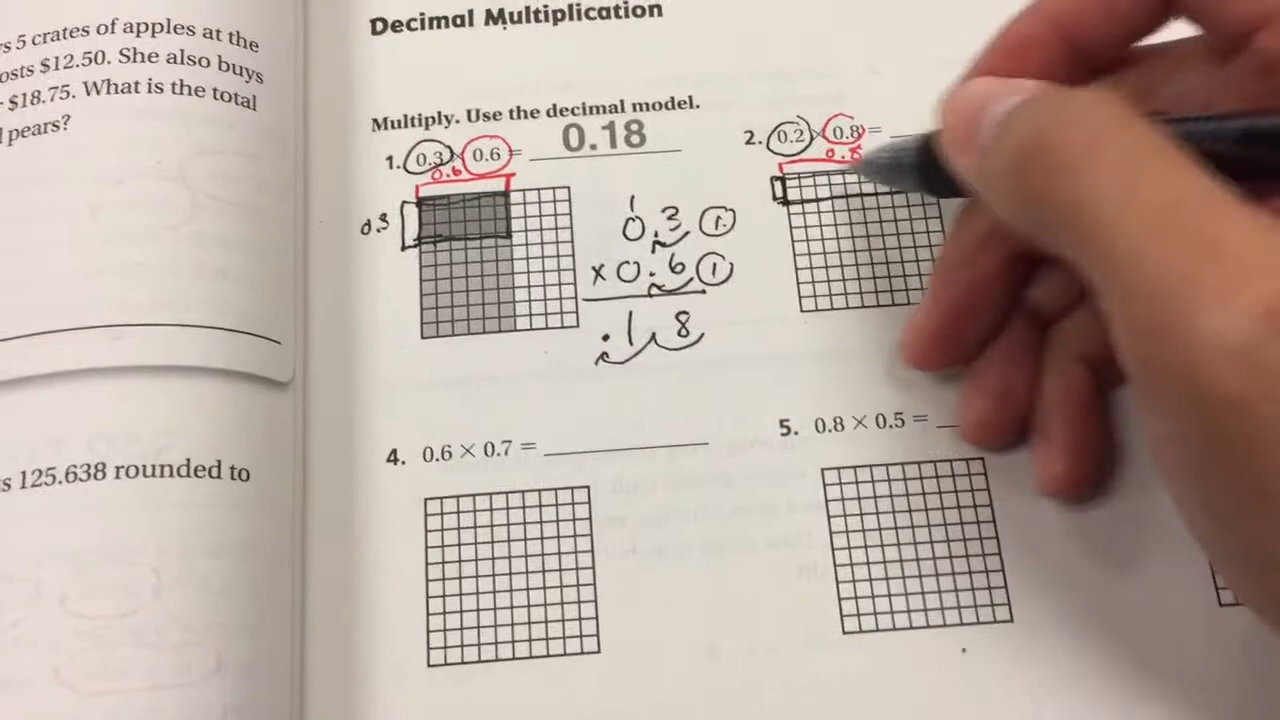 s 5 crates of apples at the
osts $12.50. She also buys
$18.75. What is the total
pears?
s 125.638 rounded to
Decimal Multiplication
Multiply. Use the decimal model.
1. 0.3 × 0.6 = 0.18
0.6
0.3
0.3 1
× 0.6 1
.18
2. 0.2 × 0.8 =
0.8
4. 0.6 × 0.7 =
5. 0.8 × 0.5 =